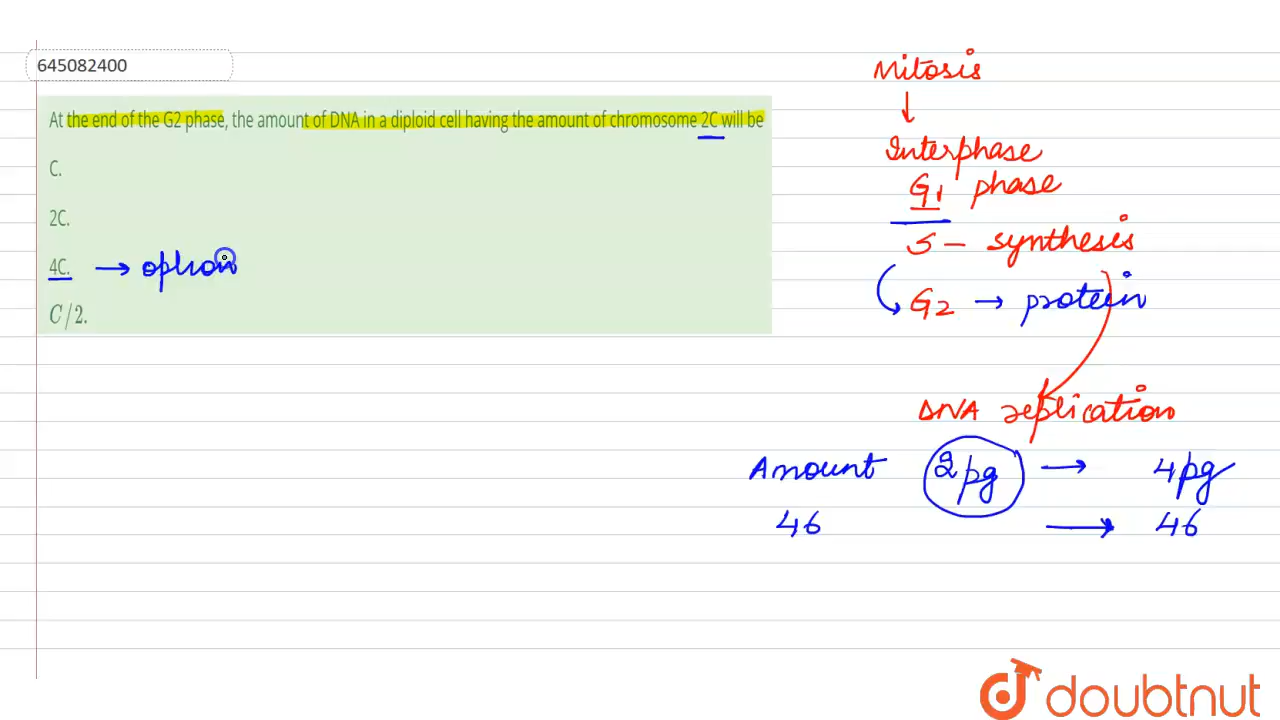 645082400
At the end of the G2 phase, the amount of DNA in a diploid cell having the amount of chromosome 2C will be
C.
2C.
4C. → option
C/2.
Mitosis
↓
Interphase
G1 phase
S - synthesis
G2 → protein
DNA replication
Amount 2pg → 4pg
46 → 46
doubtnut